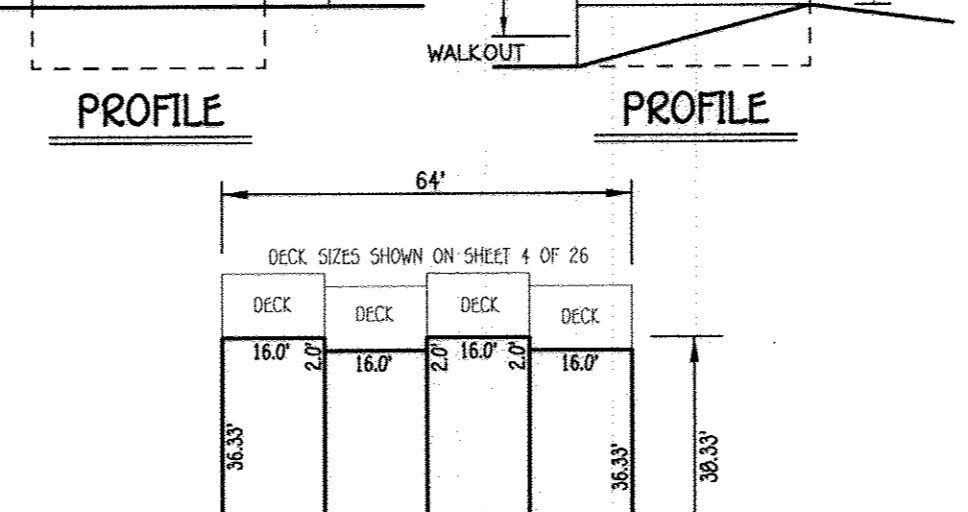 WALKOUT
PROFILE
PROFILE
64'
DECK SIZES SHOWN ON SHEET 4 OF 26
DECK
DECK
DECK
DECK
16.0'
2.0'
16.0'
2.0'
16.0'
2.0'
16.0'
36.33'
36.33'
38.33'